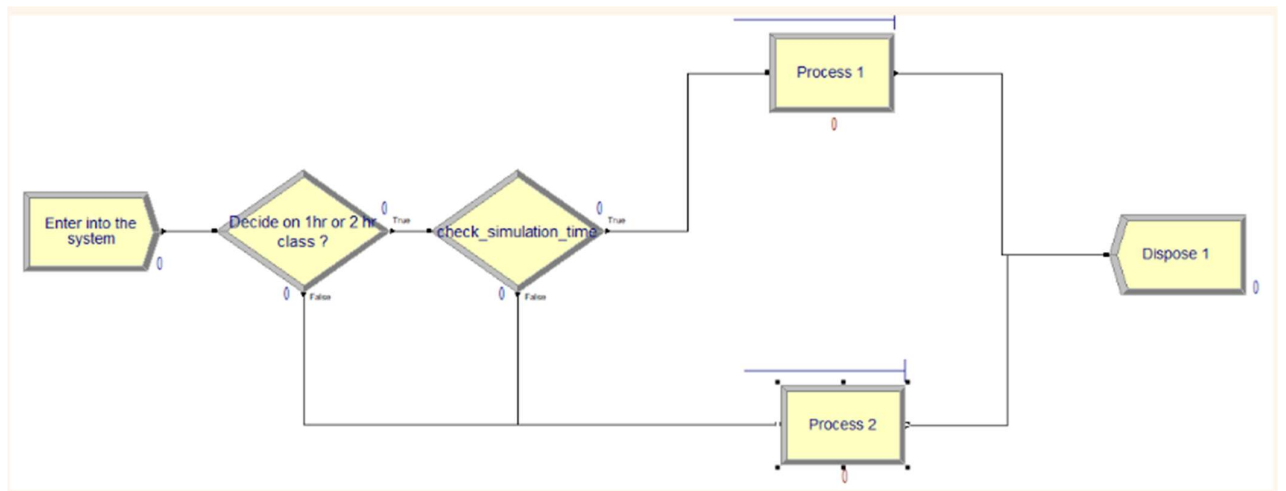 Process 1
0
Enter into the
system
0
Decide on 1hr or 2 hr
class ?
0
True
0
False
check_simulation_time
0
True
0
False
Dispose 1
0
Process 2
0